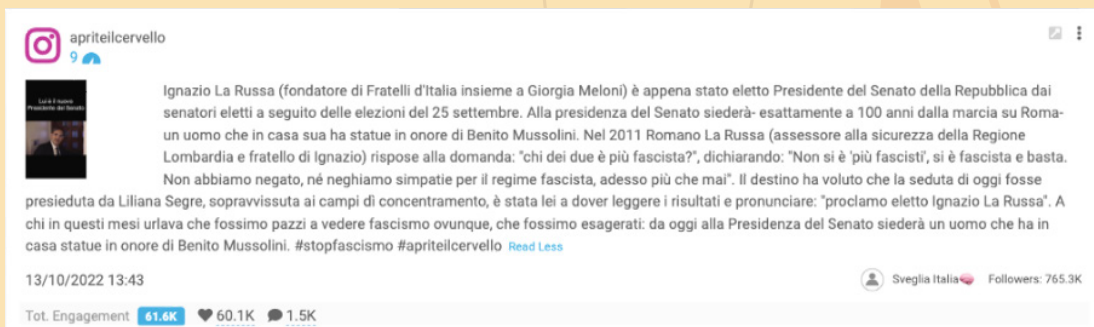 apriteilcervello
9
Lui è il nuovo
Presidente del Senato
Ignazio La Russa (fondatore di Fratelli d'Italia insieme a Giorgia Meloni) è appena stato eletto Presidente del Senato della Repubblica dai
senatori eletti a seguito delle elezioni del 25 settembre. Alla presidenza del Senato siederà- esattamente a 100 anni dalla marcia su Roma-
un uomo che in casa sua ha statue in onore di Benito Mussolini. Nel 2011 Romano La Russa (assessore alla sicurezza della Regione
Lombardia e fratello di Ignazio) rispose alla domanda: "chi dei due è più fascista?", dichiarando: "Non si è 'più fascisti', si è fascista e basta.
Non abbiamo negato, né neghiamo simpatie per il regime fascista, adesso più che mai". Il destino ha voluto che la seduta di oggi fosse
presieduta da Liliana Segre, sopravvissuta ai campi dì concentramento, è stata lei a dover leggere i risultati e pronunciare: "proclamo eletto Ignazio La Russa". A
chi in questi mesi urlava che fossimo pazzi a vedere fascismo ovunque, che fossimo esagerati: da oggi alla Presidenza del Senato siederà un uomo che ha in
casa statue in onore di Benito Mussolini. #stopfascismo #apriteilcervello Read Less
13/10/2022 13:43
Sveglia Italia Followers: 765.3K
Tot. Engagement 61.6K 60.1K 1.5K